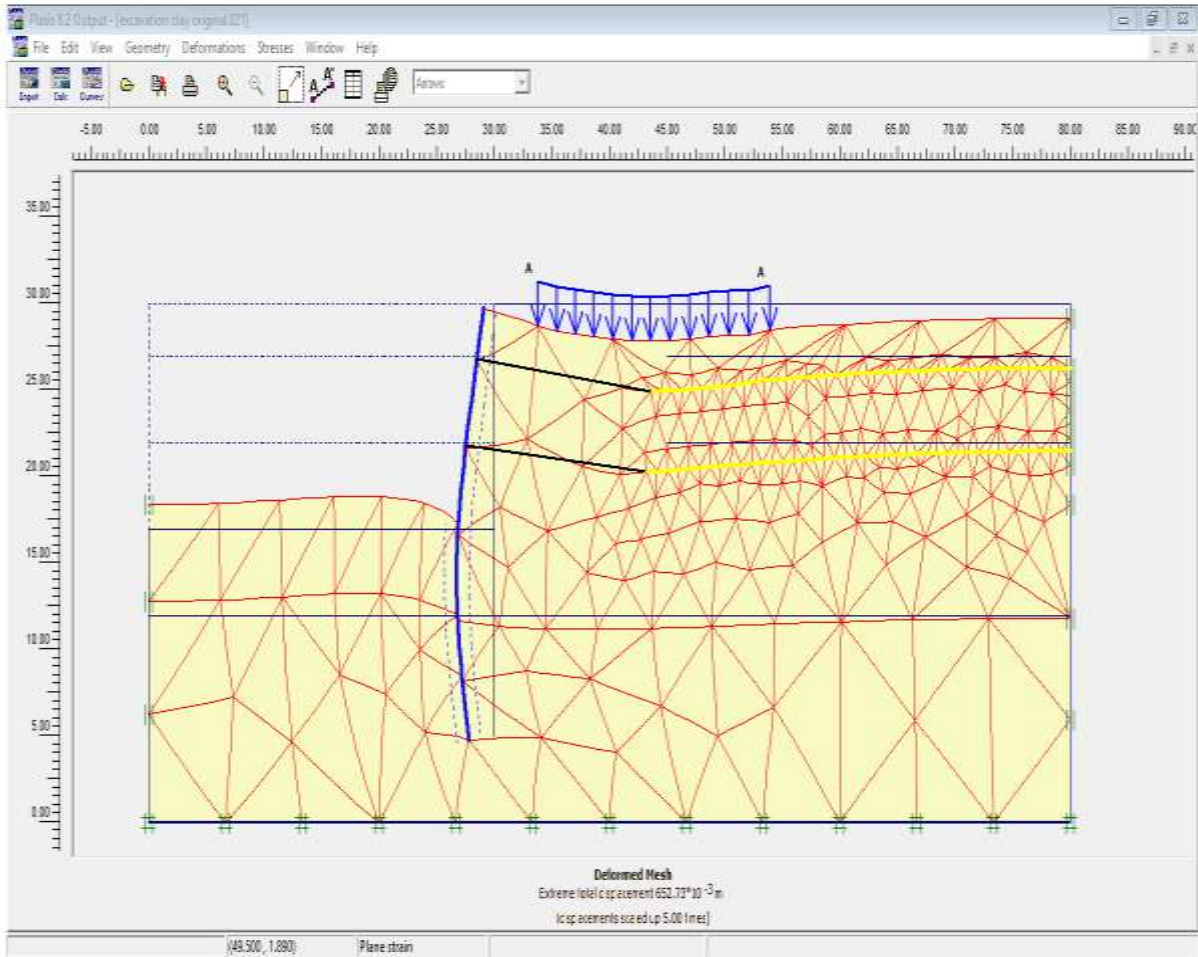 Plaxis 8.2 Output - [excavation clay original.021]
File Edit View Geometry Deformations Stresses Window Help
Input Calc Curves Arrows
-5.00 0.00 5.00 10.00 15.00 20.00 25.00 30.00 35.00 40.00 45.00 50.00 55.00 60.00 65.00 70.00 75.00 80.00 85.00 90.00
35.00
30.00
25.00
20.00
15.00
10.00
5.00
0.00
A A
Deformed Mesh
Extreme total displacement 652.73*10 -3 m
(displacements scaled up 5.00 times)
(49.500, 1.890) Plane strain